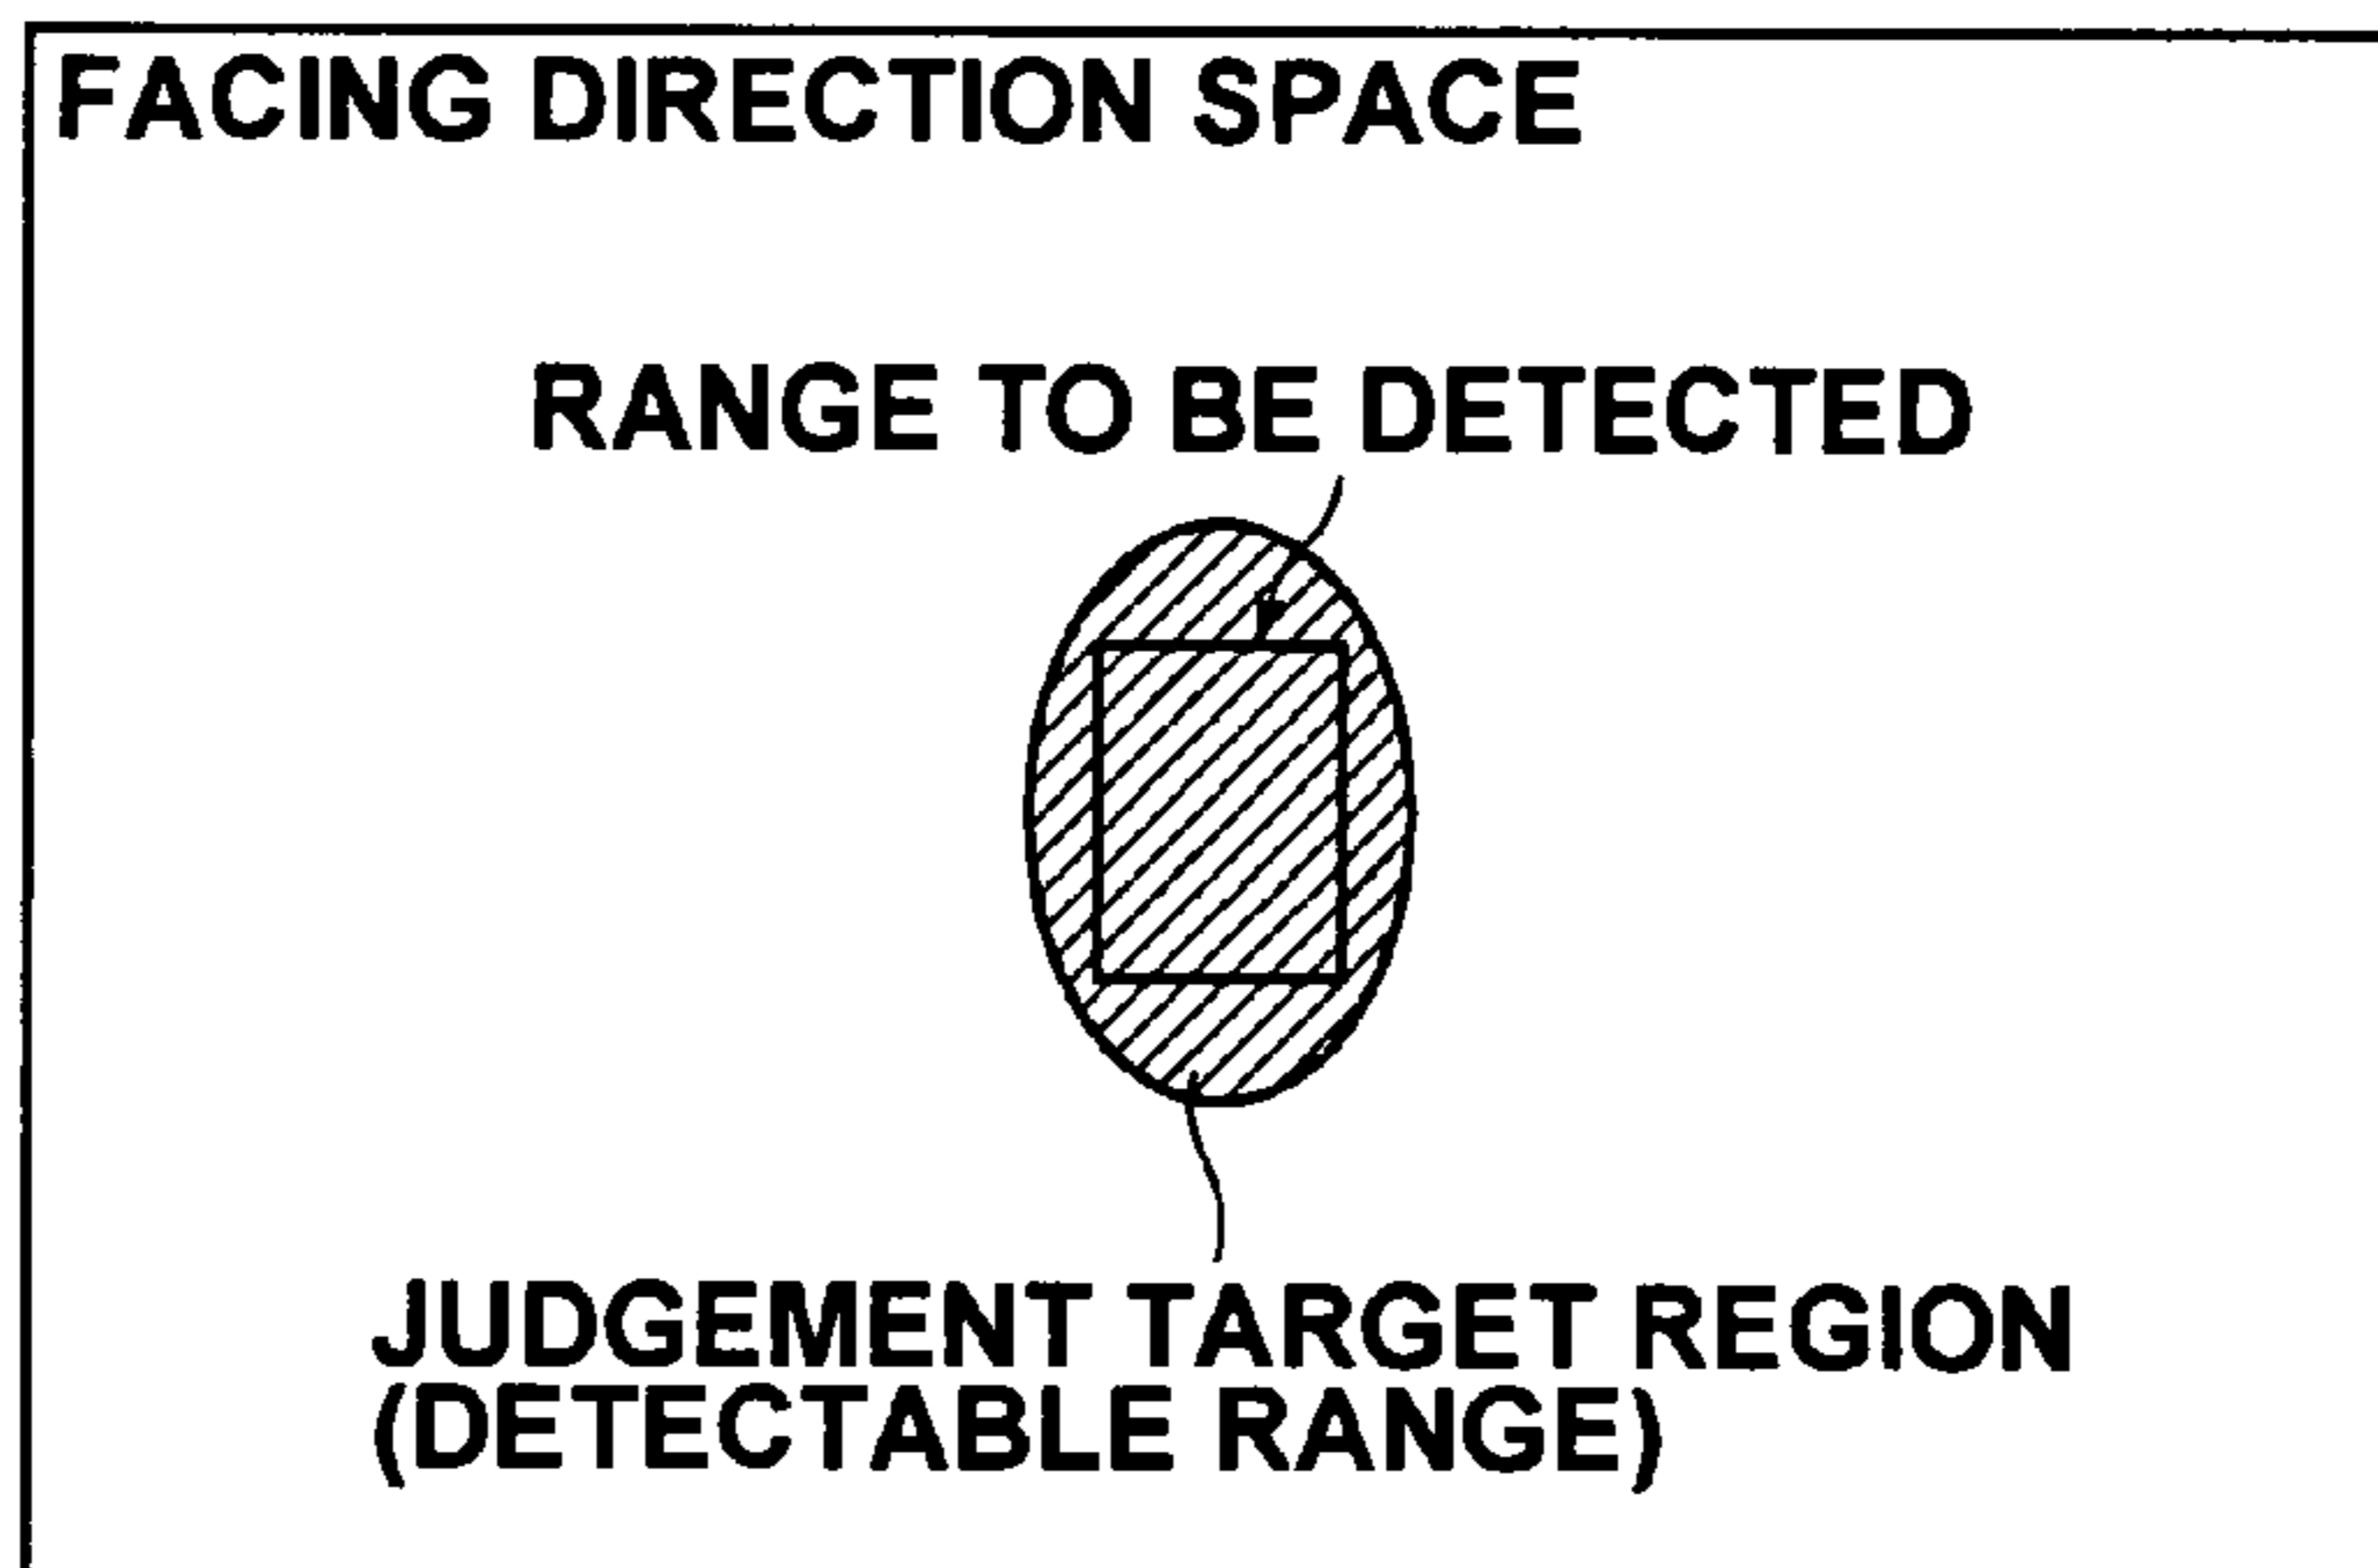 FACING DIRECTION SPACE
RANGE TO BE DETECTED
JUDGEMENT TARGET REGION
(DETECTABLE RANGE)